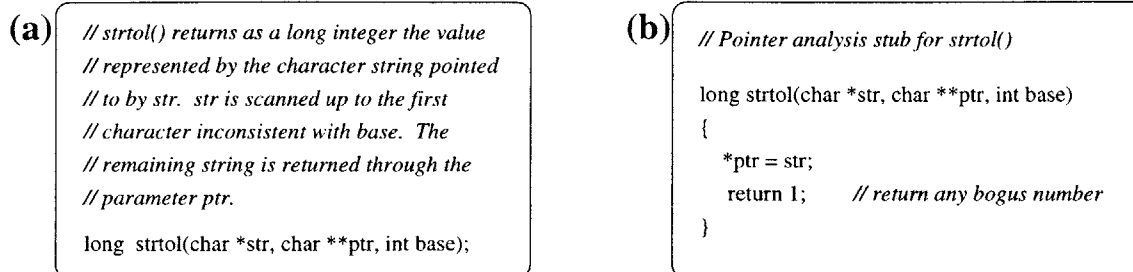 (a)
// strtol() returns as a long integer the value
// represented by the character string pointed
// to by str.  str is scanned up to the first
// character inconsistent with base.  The
// remaining string is returned through the
// parameter ptr.
long  strtol(char *str, char **ptr, int base);
(b)
// Pointer analysis stub for strtol()
long strtol(char *str, char **ptr, int base)
{
*ptr = str;
return 1;      // return any bogus number
}